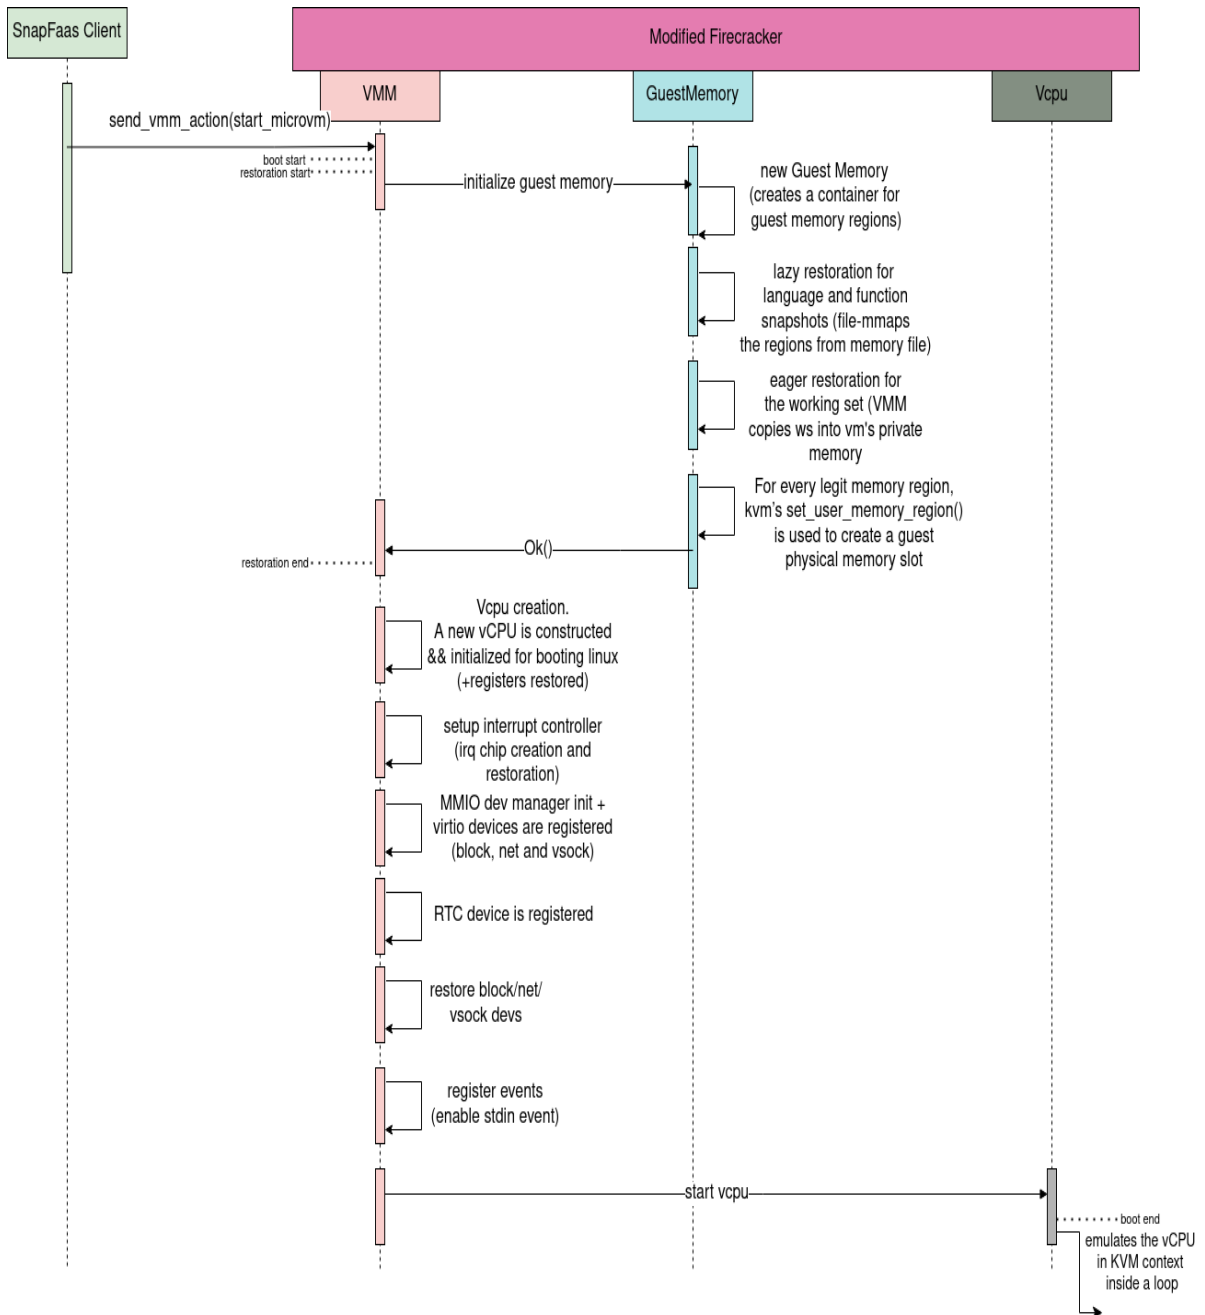 SnapFaas Client
Modified Firecracker
VMM
GuestMemory
Vcpu
send_vmm_action(start_microvm)
boot start
restoration start
initialize guest memory
new Guest Memory
(creates a container for
guest memory regions)
lazy restoration for
language and function
snapshots (file-mmaps
the regions from memory file)
eager restoration for
the working set (VMM
copies ws into vm's private
memory
For every legit memory region,
kvm's set_user_memory_region()
is used to create a guest
physical memory slot
Ok()
restoration end
Vcpu creation.
A new vCPU is constructed
&& initialized for booting linux
(+registers restored)
setup interrupt controller
(irq chip creation and
restoration)
MMIO dev manager init +
virtio devices are registered
(block, net and vsock)
RTC device is registered
restore block/net/
vsock devs
register events
(enable stdin event)
start vcpu
boot end
emulates the vCPU
in KVM context
inside a loop